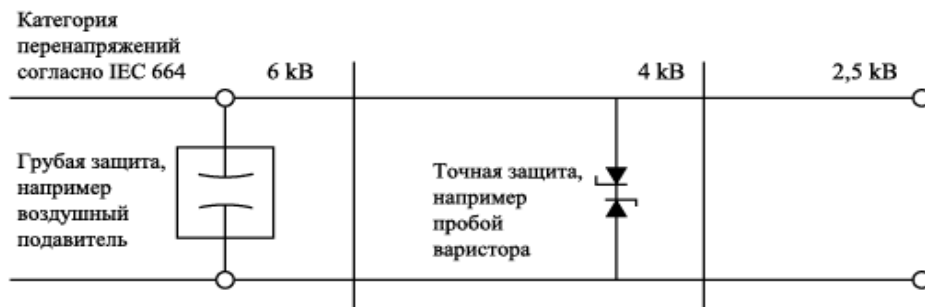 Категория
перенапряжений
согласно IEC 664
6 kB
4 kB
2,5 kB
Грубая защита,
например
воздушный
подавитель
Точная защита,
например
пробой
варистора